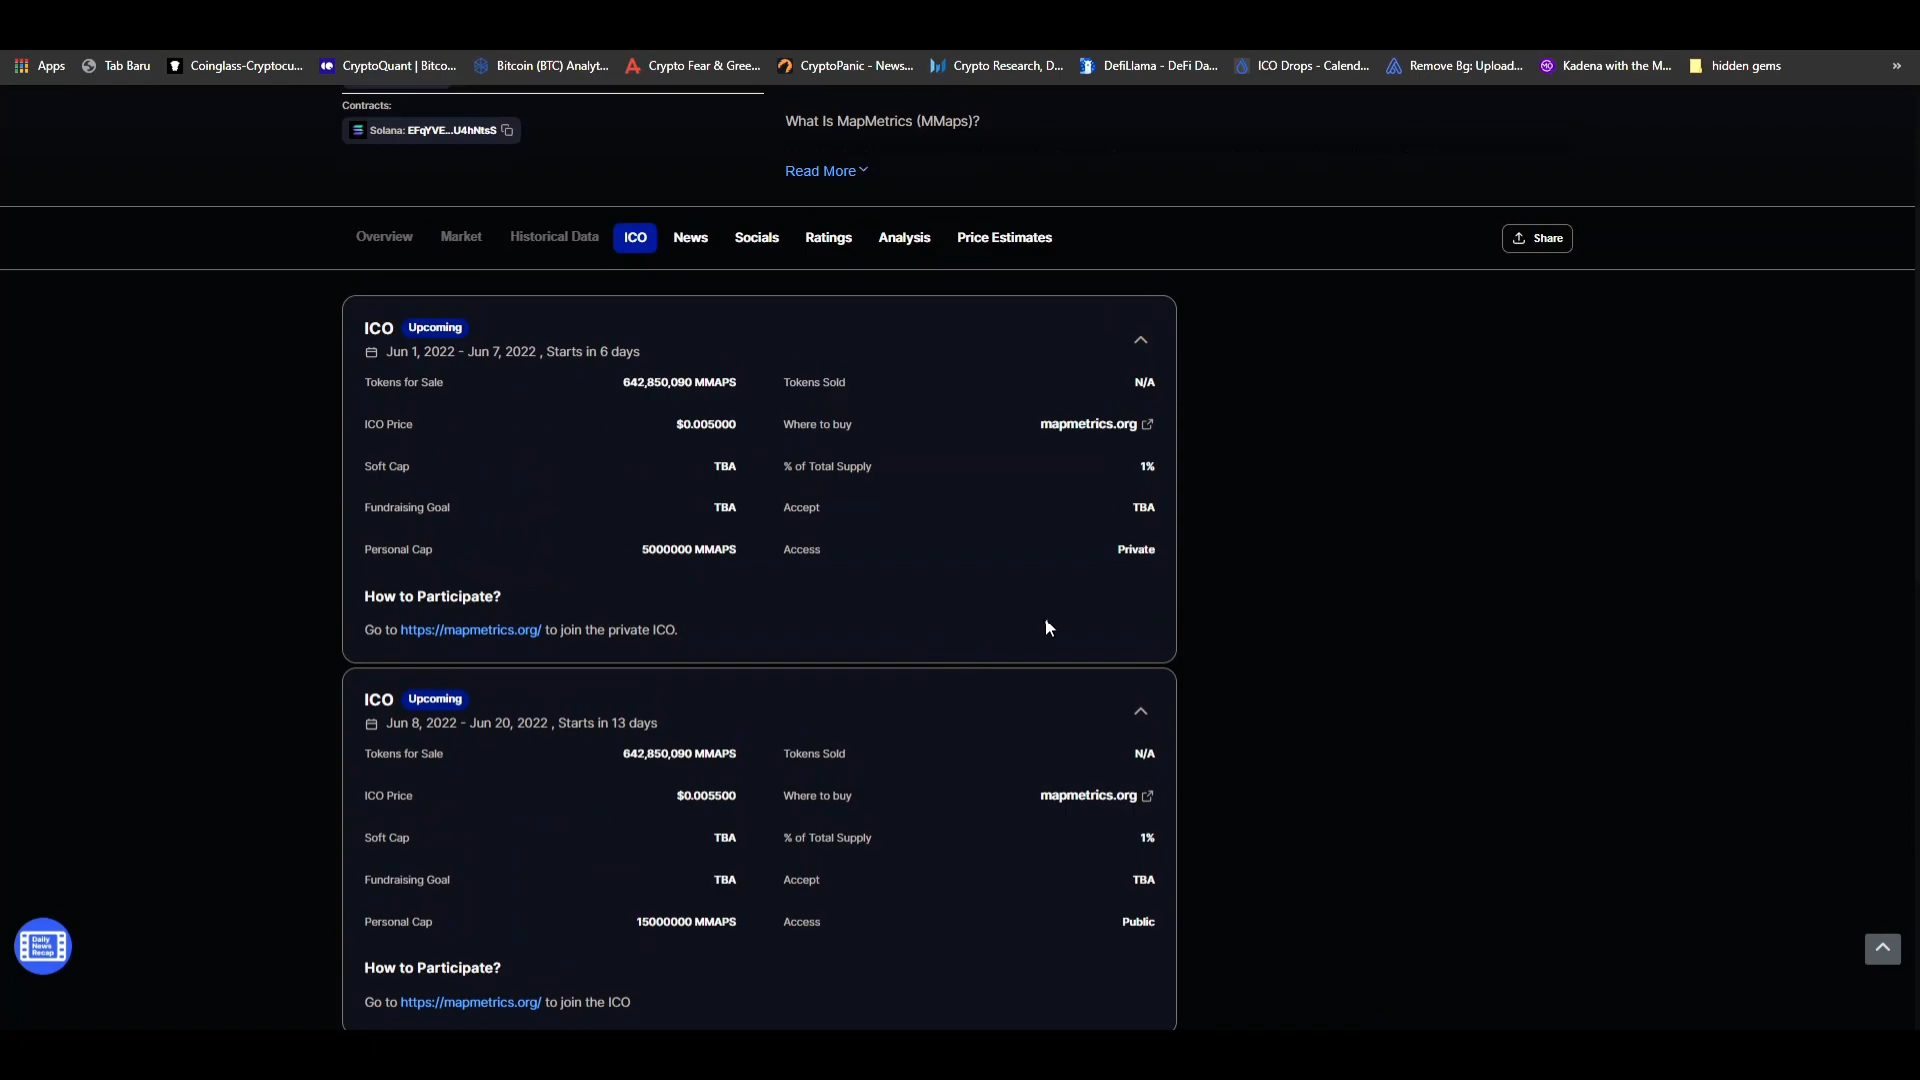 Apps Tab Baru Coinglass-Cryptocu... CryptoQuant | Bitco... Bitcoin (BTC) Analyt... Crypto Fear & Gree... CryptoPanic - News... Crypto Research, D... DefiLlama - DeFi Da... ICO Drops - Calend... Remove Bg: Upload... Kadena with the M... hidden gems »
Contracts:
Solana: EFqYVE...U4hNtsS
What Is MapMetrics (MMaps)?
Read More
Overview Market Historical Data ICO News Socials Ratings Analysis Price Estimates Share
ICO Upcoming
Jun 1, 2022 - Jun 7, 2022 , Starts in 6 days
Tokens for Sale 642,850,090 MMAPS Tokens Sold N/A
ICO Price $0.005000 Where to buy mapmetrics.org
Soft Cap TBA % of Total Supply 1%
Fundraising Goal TBA Accept TBA
Personal Cap 5000000 MMAPS Access Private
How to Participate?
Go to https://mapmetrics.org/ to join the private ICO.
ICO Upcoming
Jun 8, 2022 - Jun 20, 2022 , Starts in 13 days
Tokens for Sale 642,850,090 MMAPS Tokens Sold N/A
ICO Price $0.005500 Where to buy mapmetrics.org
Soft Cap TBA % of Total Supply 1%
Fundraising Goal TBA Accept TBA
Personal Cap 15000000 MMAPS Access Public
How to Participate?
Go to https://mapmetrics.org/ to join the ICO
Daily
News
Recap